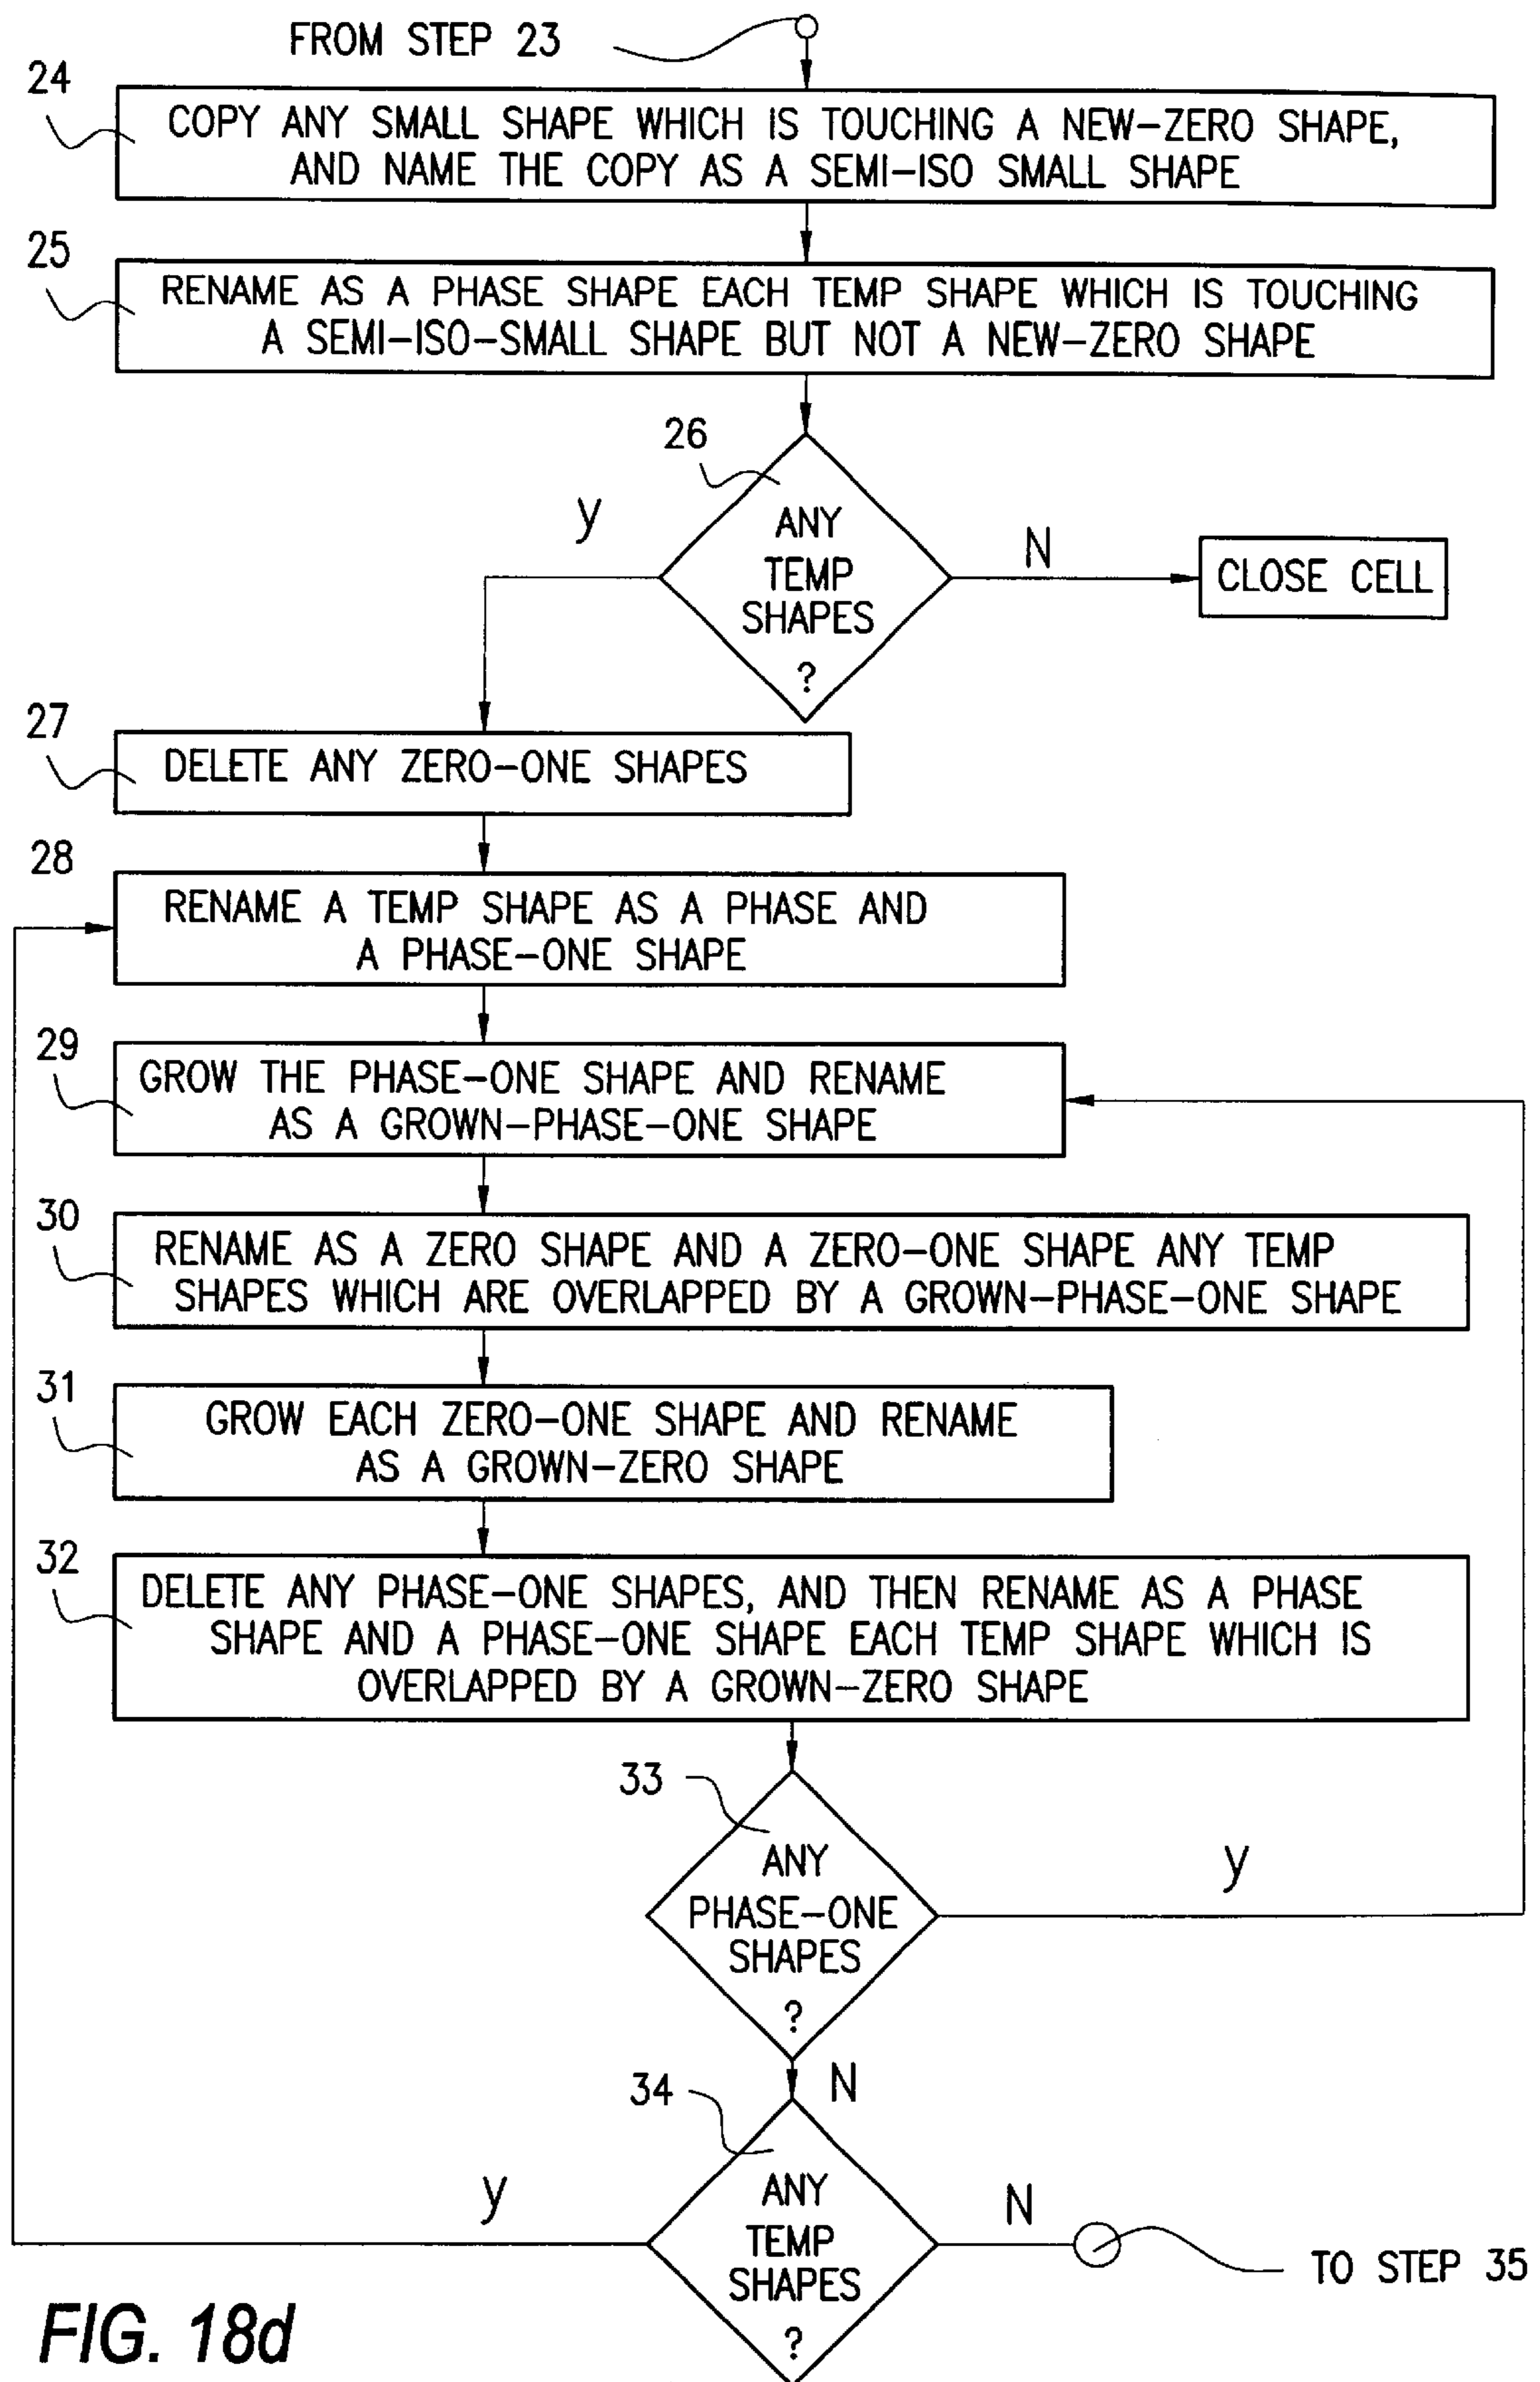 FROM STEP 23
24
COPY ANY SMALL SHAPE WHICH IS TOUCHING A NEW-ZERO SHAPE,
AND NAME THE COPY AS A SEMI-ISO SMALL SHAPE
25
RENAME AS A PHASE SHAPE EACH TEMP SHAPE WHICH IS TOUCHING
A SEMI-ISO-SMALL SHAPE BUT NOT A NEW-ZERO SHAPE
26
y
ANY
TEMP
SHAPES
?
N
CLOSE CELL
27
DELETE ANY ZERO-ONE SHAPES
28
RENAME A TEMP SHAPE AS A PHASE AND
A PHASE-ONE SHAPE
29
GROW THE PHASE-ONE SHAPE AND RENAME
AS A GROWN-PHASE-ONE SHAPE
30
RENAME AS A ZERO SHAPE AND A ZERO-ONE SHAPE ANY TEMP
SHAPES WHICH ARE OVERLAPPED BY A GROWN-PHASE-ONE SHAPE
31
GROW EACH ZERO-ONE SHAPE AND RENAME
AS A GROWN-ZERO SHAPE
32
DELETE ANY PHASE-ONE SHAPES, AND THEN RENAME AS A PHASE
SHAPE AND A PHASE-ONE SHAPE EACH TEMP SHAPE WHICH IS
OVERLAPPED BY A GROWN-ZERO SHAPE
33
ANY
PHASE-ONE
SHAPES
?
y
N
34
y
ANY
TEMP
SHAPES
?
N
TO STEP 35
FIG. 18d